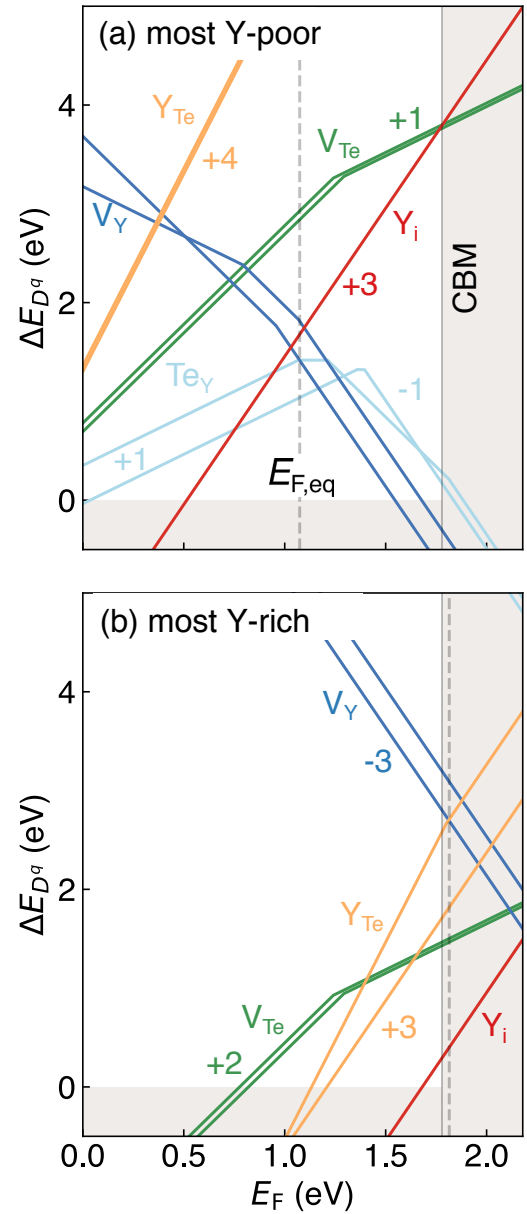 (a) most Y-poor
Y_Te
+4
+1
V_Te
V_Y
Y_i
+3
CBM
Te_Y
-1
+1
E_F,eq
4
2
0
ΔE_D^q (eV)
(b) most Y-rich
V_Y
-3
Y_Te
V_Te
+3
+2
Y_i
4
2
0
ΔE_D^q (eV)
0.0 0.5 1.0 1.5 2.0
E_F (eV)